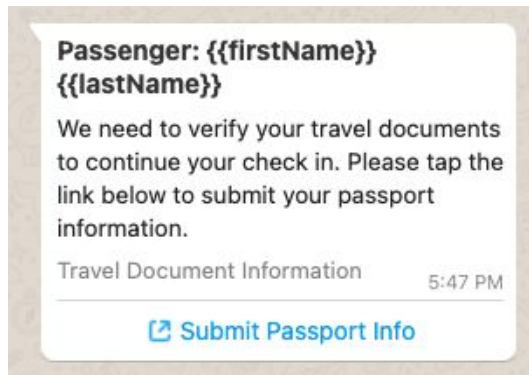 Passenger: {{firstName}}
{{lastName}}
We need to verify your travel documents
to continue your check in. Please tap the
link below to submit your passport
information.
Travel Document Information
5:47 PM
Submit Passport Info